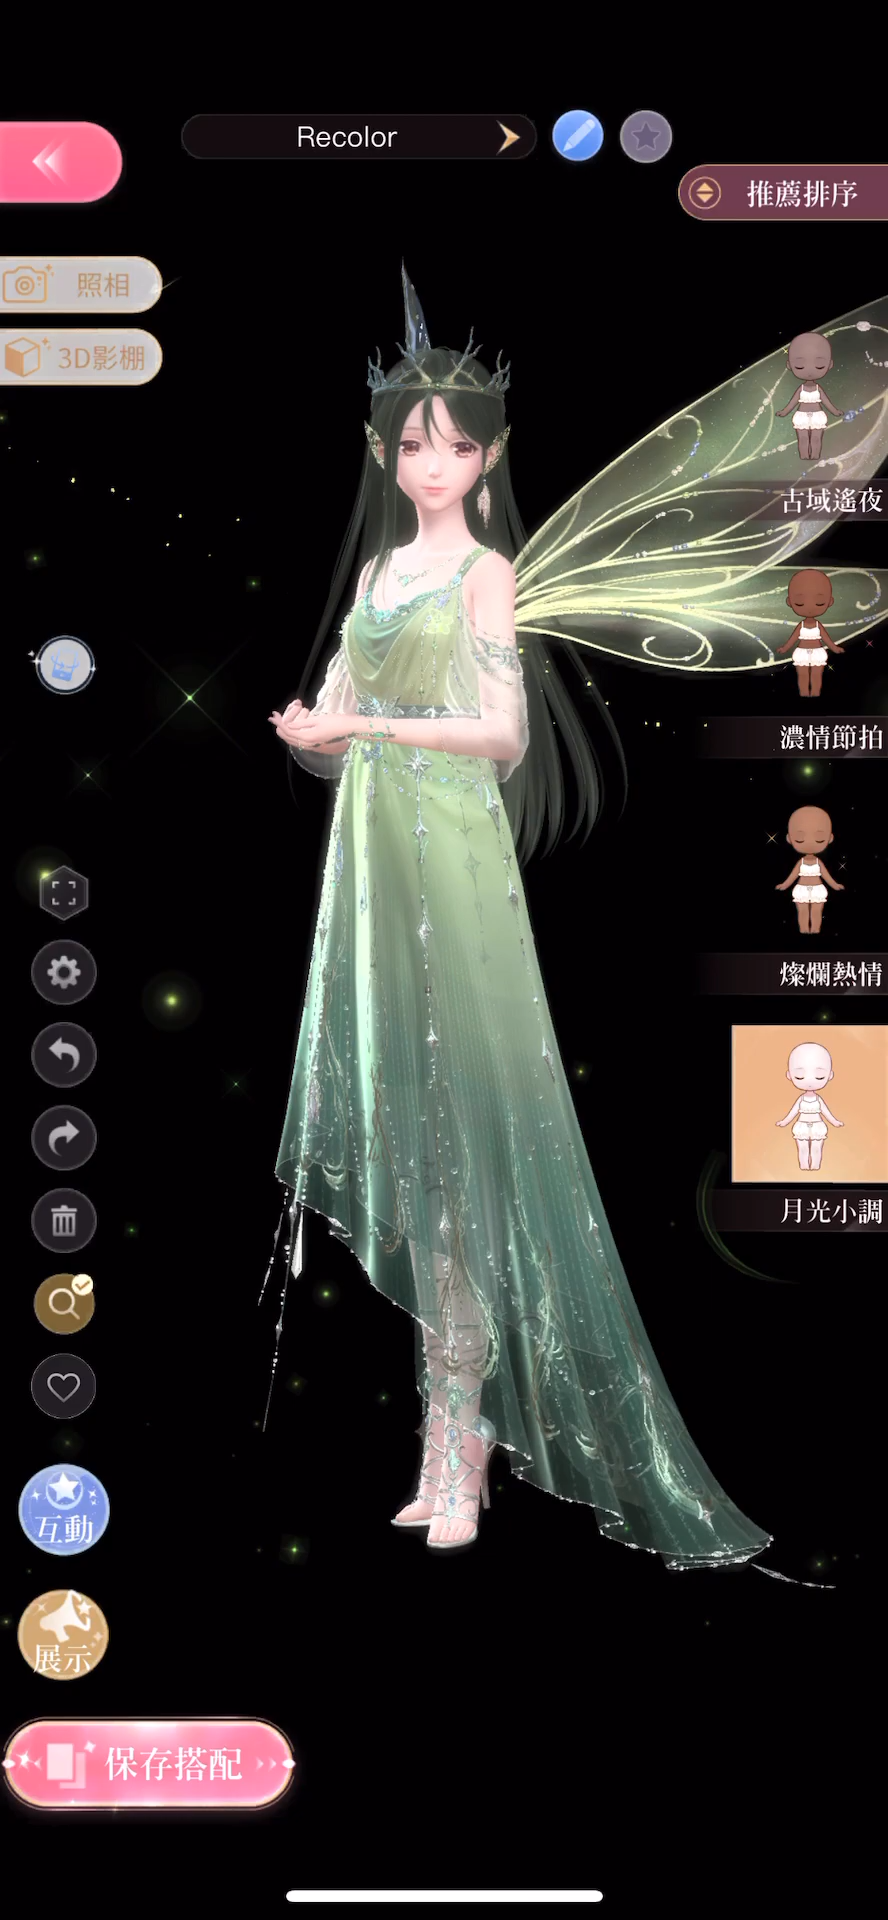 Recolor
推薦排序
照相
3D影棚
古域遙夜
濃情節拍
燦爛熱情
月光小調
互動
展示
保存搭配